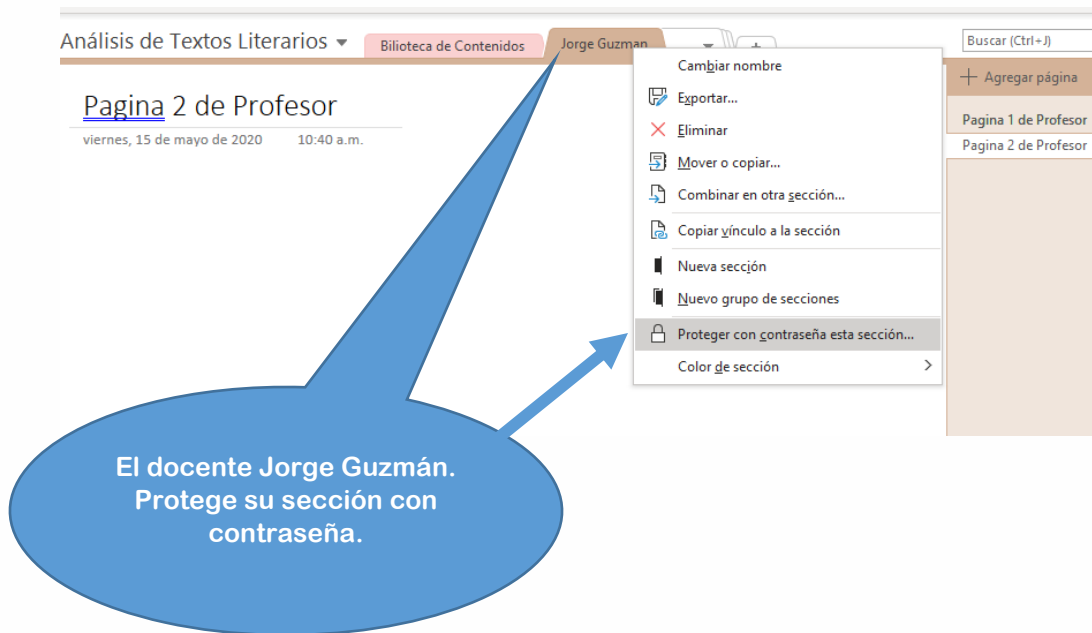 Análisis de Textos Literarios
Bilioteca de Contenidos
Jorge Guzman
Buscar (Ctrl+J)
Pagina 2 de Profesor
viernes, 15 de mayo de 2020 10:40 a.m.
Cambiar nombre
Exportar...
Eliminar
Mover o copiar...
Combinar en otra sección...
Copiar vínculo a la sección
Nueva sección
Nuevo grupo de secciones
Proteger con contraseña esta sección...
Color de sección
Agregar página
Pagina 1 de Profesor
Pagina 2 de Profesor
El docente Jorge Guzmán.
Protege su sección con
contraseña.